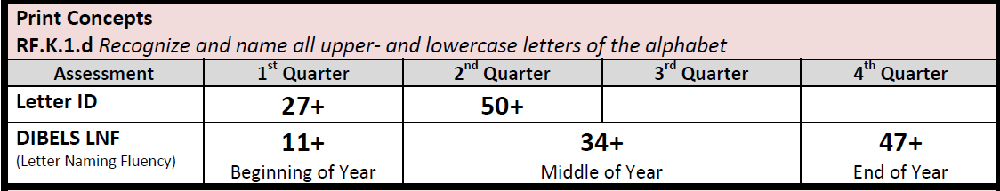 Print Concepts
RF.K.1.d Recognize and name all upper- and lowercase letters of the alphabet
Assessment 1st Quarter 2nd Quarter 3rd Quarter 4th Quarter
Letter ID 27+ 50+
DIBELS LNF 11+ 34+ 47+
(Letter Naming Fluency) Beginning of Year Middle of Year End of Year